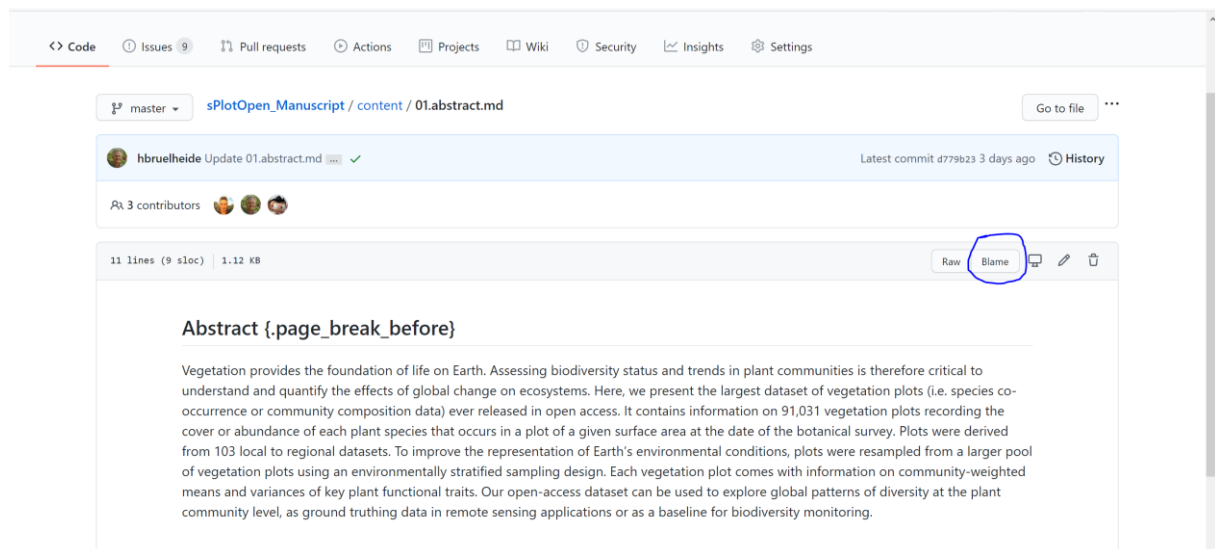 <> Code Issues 9 Pull requests Actions Projects Wiki Security Insights Settings
master sPlotOpen_Manuscript / content / 01.abstract.md Go to file ...
hbruelheide Update 01.abstract.md ... Latest commit d779b23 3 days ago History
3 contributors
11 lines (9 sloc) 1.12 KB Raw Blame
Abstract {.page_break_before}
Vegetation provides the foundation of life on Earth. Assessing biodiversity status and trends in plant communities is therefore critical to
understand and quantify the effects of global change on ecosystems. Here, we present the largest dataset of vegetation plots (i.e. species co-
occurrence or community composition data) ever released in open access. It contains information on 91,031 vegetation plots recording the
cover or abundance of each plant species that occurs in a plot of a given surface area at the date of the botanical survey. Plots were derived
from 103 local to regional datasets. To improve the representation of Earth's environmental conditions, plots were resampled from a larger pool
of vegetation plots using an environmentally stratified sampling design. Each vegetation plot comes with information on community-weighted
means and variances of key plant functional traits. Our open-access dataset can be used to explore global patterns of diversity at the plant
community level, as ground truthing data in remote sensing applications or as a baseline for biodiversity monitoring.